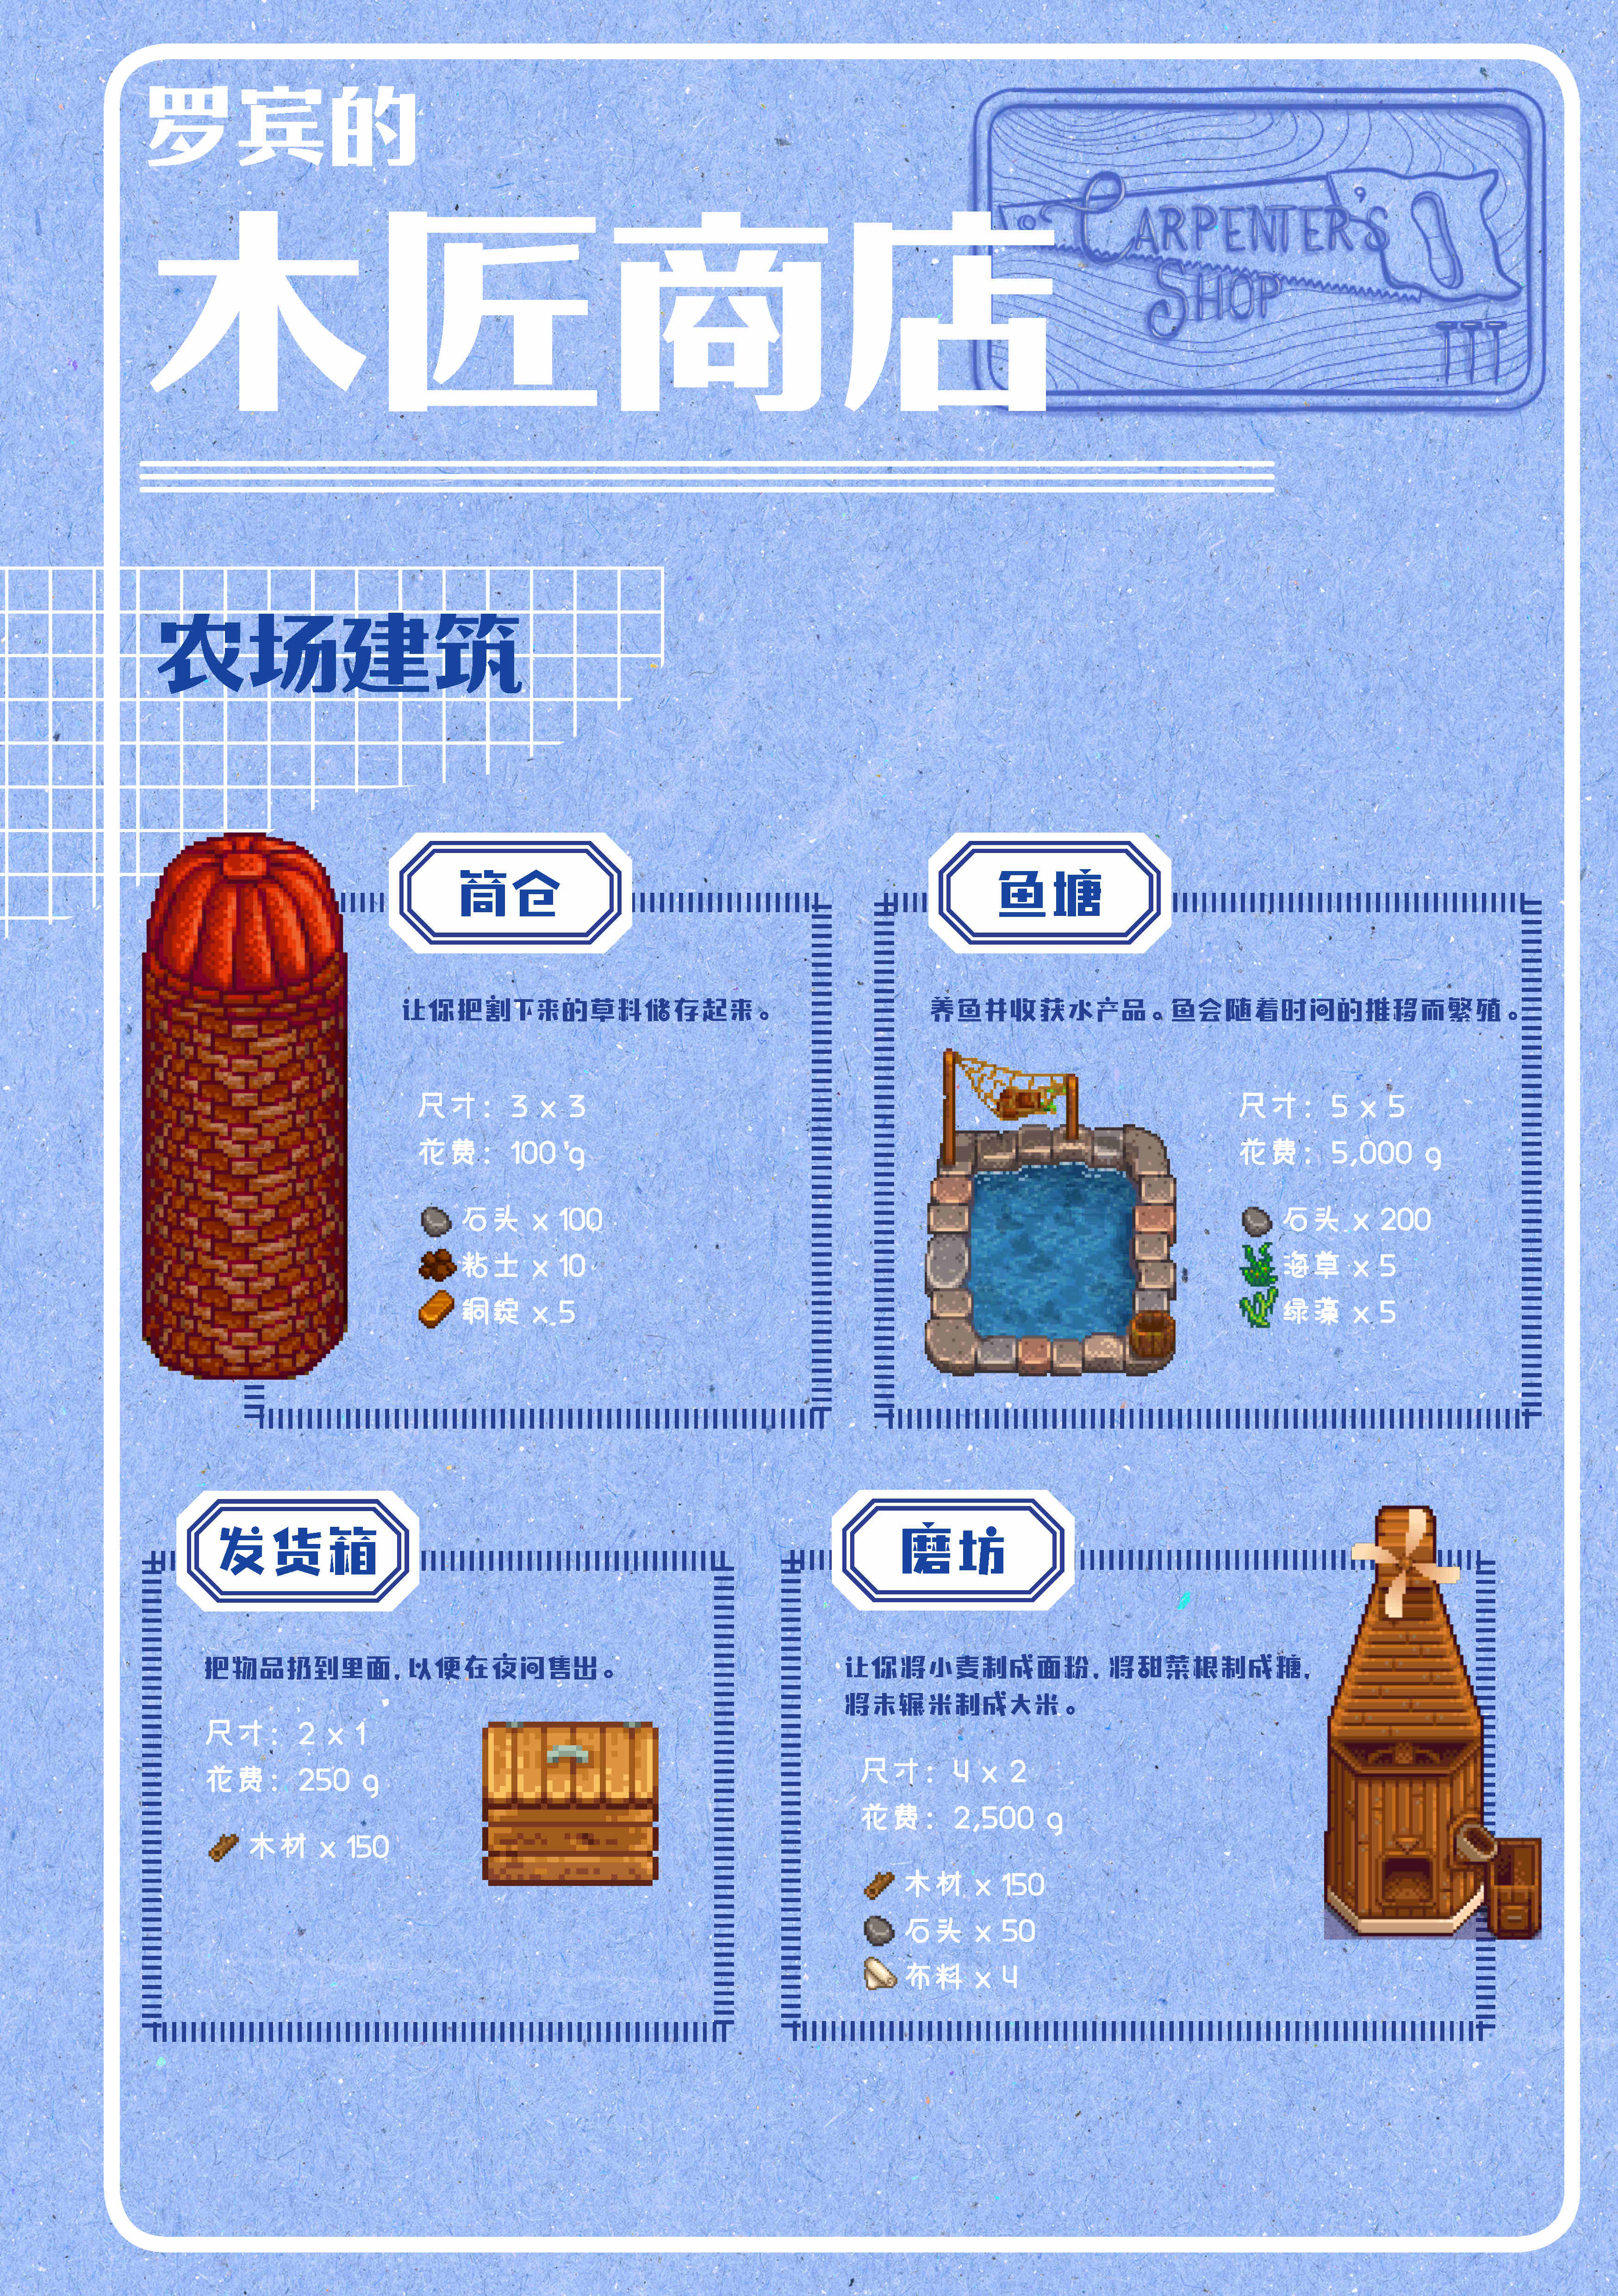 罗宾的
木匠商店
CARPENTER'S
SHOP
农场建筑
筒仓
让你把割下来的草料储存起来。
尺寸：3 x 3
花费：100 g
石头 x 100
粘土 x 10
铜锭 x 5
鱼塘
养鱼并收获水产品。鱼会随着时间的推移而繁殖。
尺寸：5 x 5
花费：5,000 g
石头 x 200
海草 x 5
绿藻 x 5
发货箱
把物品扔到里面，以便在夜间售出。
尺寸：2 x 1
花费：250 g
木材 x 150
磨坊
让你将小麦制成面粉，将甜菜根制成糖，
将未辗米制成大米。
尺寸：4 x 2
花费：2,500 g
木材 x 150
石头 x 50
布料 x 4